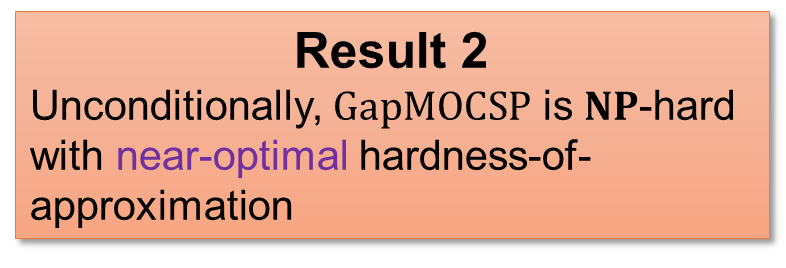 Result 2
Unconditionally, GapMOCSP is NP-hard
with near-optimal hardness-of-
approximation